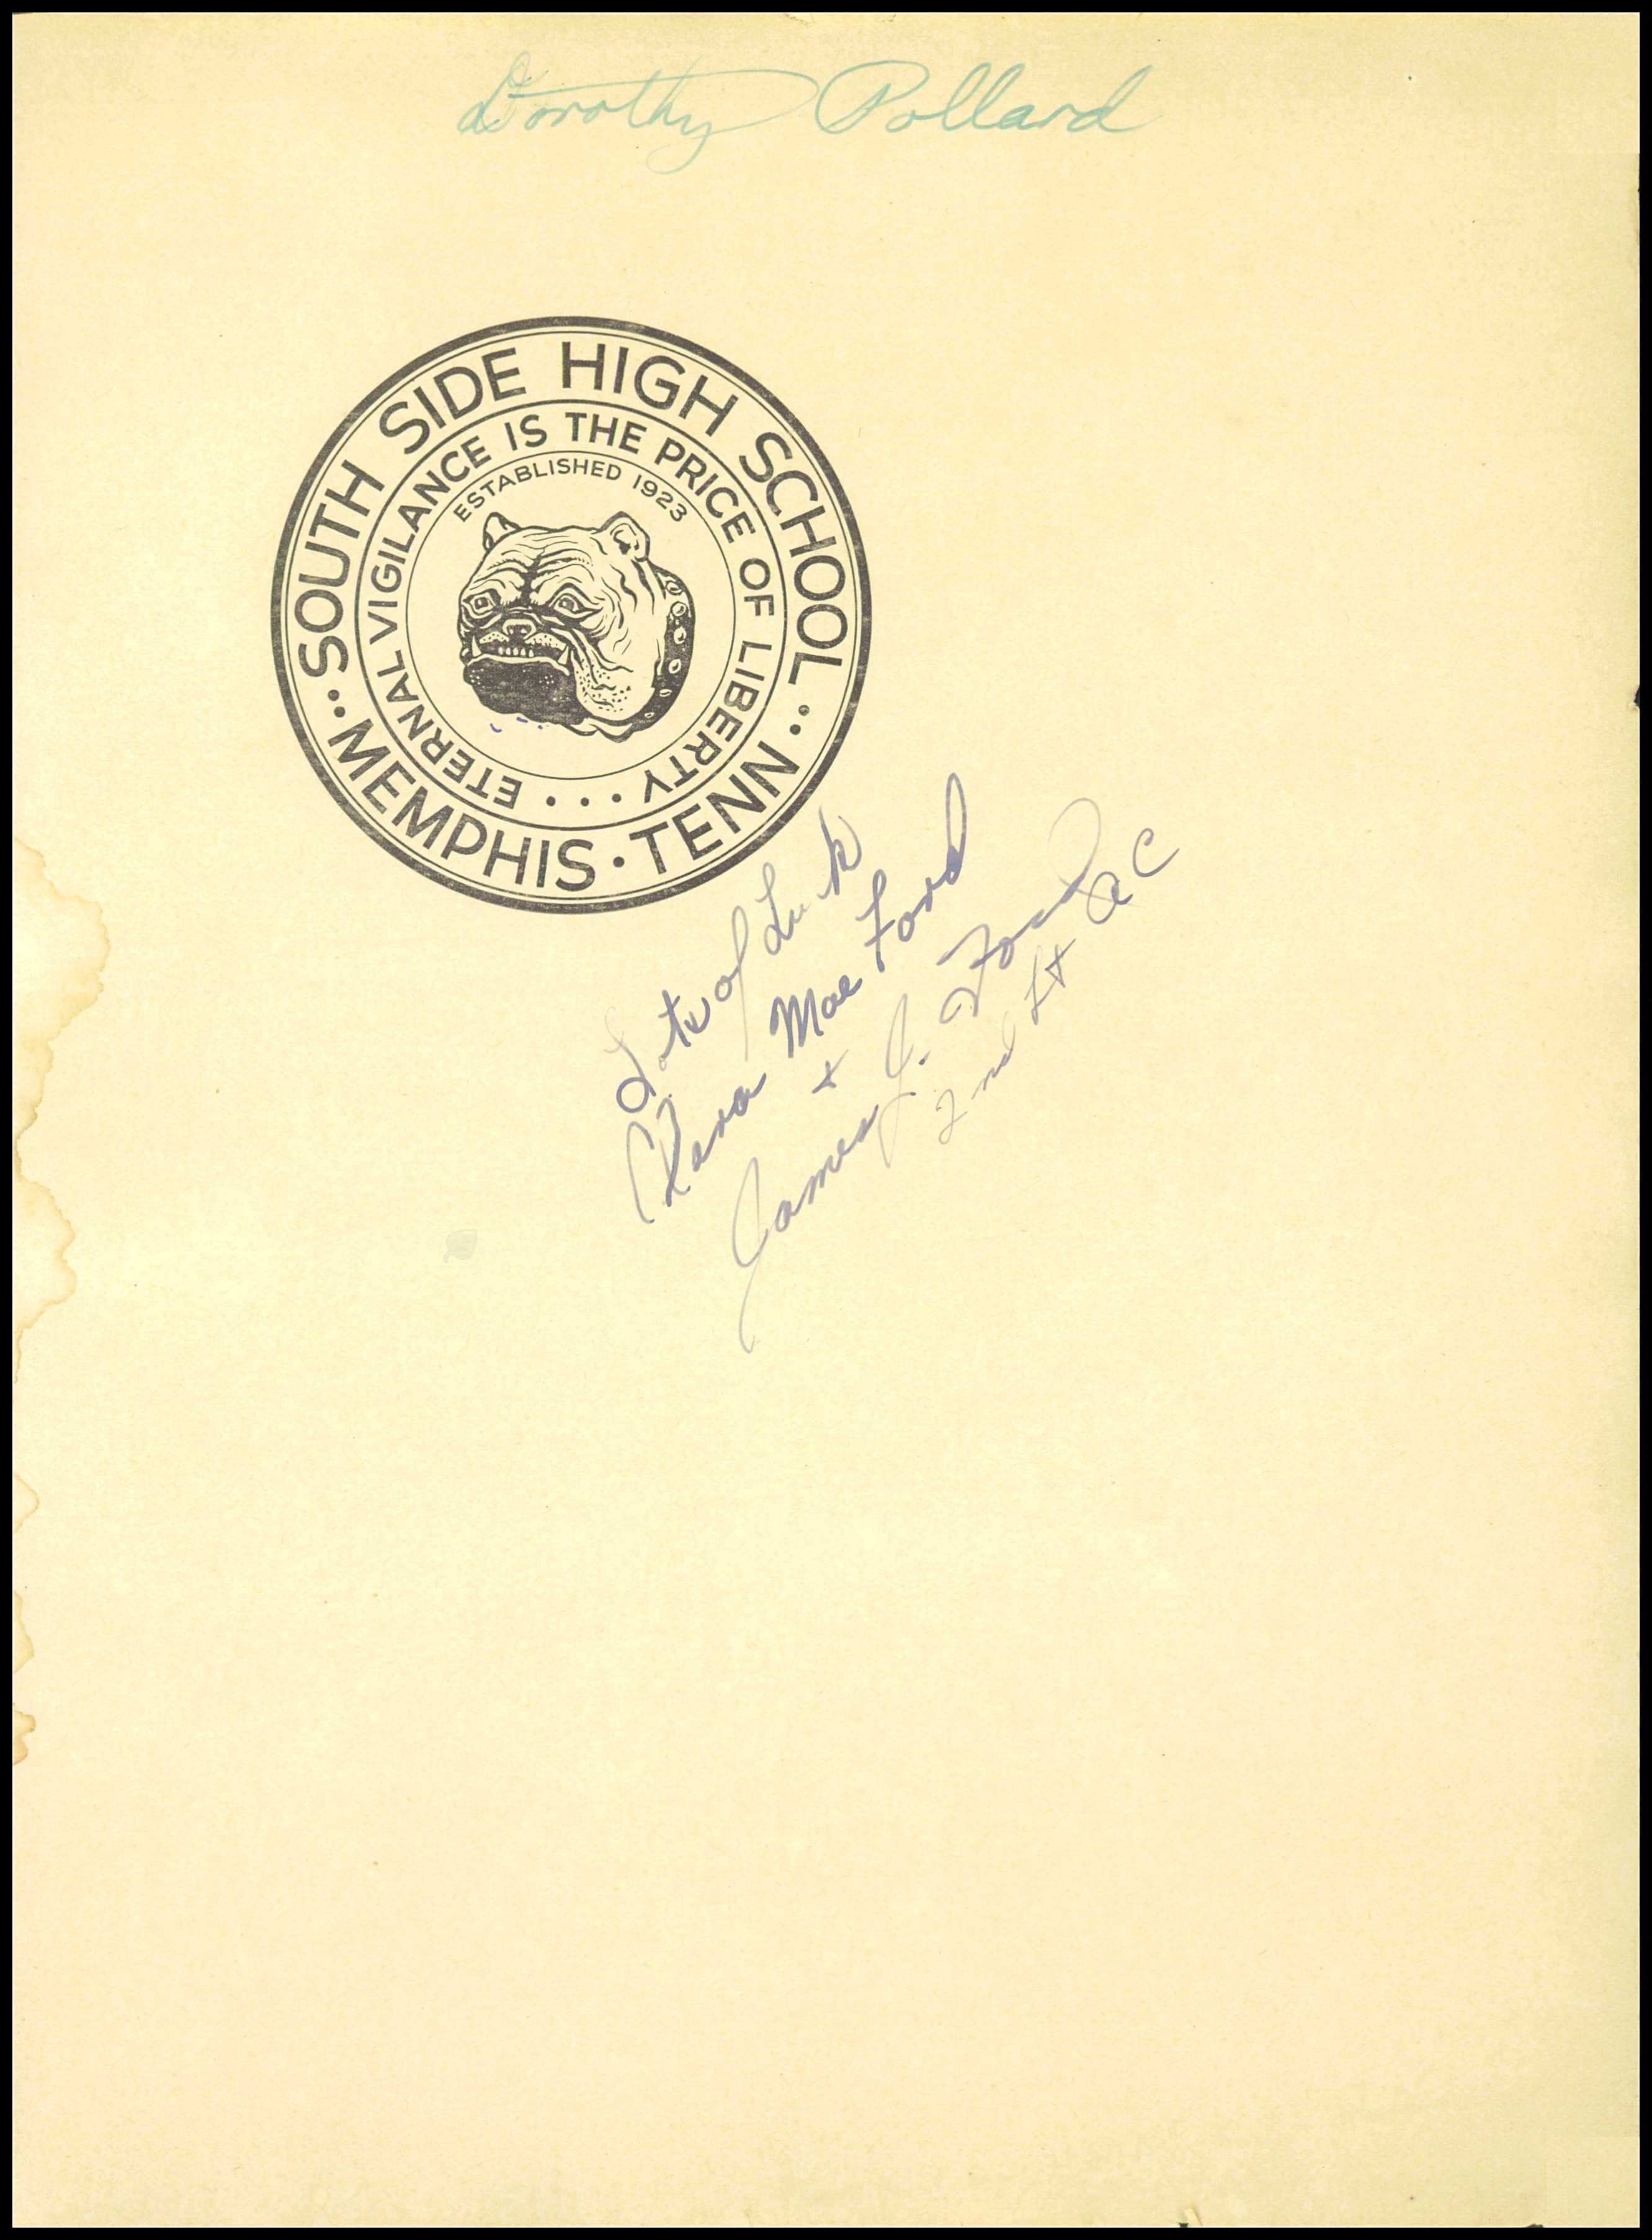 Dorothy Pollard
SOUTH SIDE HIGH SCHOOL
ETERNAL VIGILANCE IS THE PRICE OF LIBERTY
ESTABLISHED 1923
MEMPHIS · TENN
Lots of Luck
Mae Ford
+
James J. Ford
2nd Lt AC